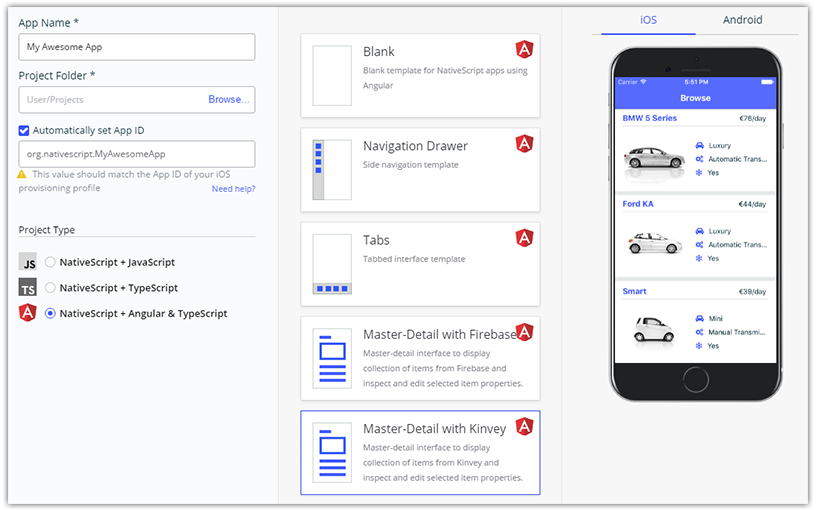 App Name *
My Awesome App
Project Folder *
User/Projects
Browse...
Automatically set App ID
org.nativescript.MyAwesomeApp
This value should match the App ID of your iOS
provisioning profile
Need help?
Project Type
JS
NativeScript + JavaScript
TS
NativeScript + TypeScript
A
NativeScript + Angular & TypeScript
Blank
A
Blank template for NativeScript apps using
Angular
Navigation Drawer
A
Side navigation template
Tabs
A
Tabbed interface template
Master-Detail with Firebase
A
Master-detail interface to display
collection of items from Firebase and
inspect and edit selected item properties.
Master-Detail with Kinvey
A
Master-detail interface to display
collection of items from Kinvey and
inspect and edit selected item properties.
iOS
Android
Carrier
5:51 PM
Browse
BMW 5 Series
€76/day
Luxury
Automatic Trans...
Yes
Ford KA
€44/day
Luxury
Automatic Trans...
Yes
Smart
€39/day
Mini
Manual Transmi...
Yes